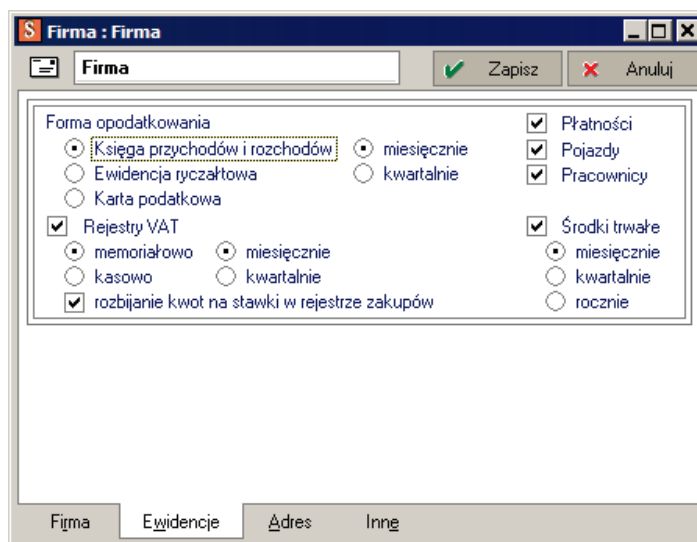 S Firma : Firma
Firma Zapisz Anuluj
Forma opodatkowania Płatności
Księga przychodów i rozchodów miesięcznie Pojazdy
Ewidencja ryczałtowa kwartalnie Pracownicy
Karta podatkowa
Rejestry VAT Środki trwałe
memoriałowo miesięcznie miesięcznie
kasowo kwartalnie kwartalnie
rozbijanie kwot na stawki w rejestrze zakupów rocznie
Firma Ewidencje Adres Inne